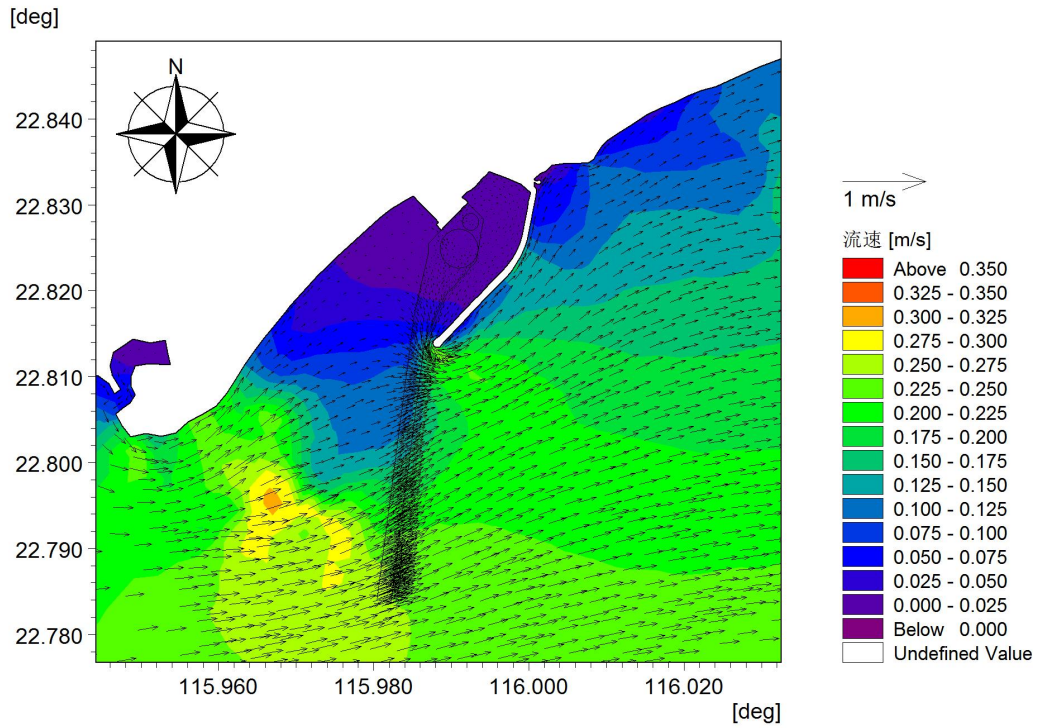 [deg]
N
22.840
22.830
22.820
22.810
22.800
22.790
22.780
115.960
115.980
116.000
116.020
[deg]
1 m/s
流速 [m/s]
Above 0.350
0.325 - 0.350
0.300 - 0.325
0.275 - 0.300
0.250 - 0.275
0.225 - 0.250
0.200 - 0.225
0.175 - 0.200
0.150 - 0.175
0.125 - 0.150
0.100 - 0.125
0.075 - 0.100
0.050 - 0.075
0.025 - 0.050
0.000 - 0.025
Below 0.000
Undefined Value